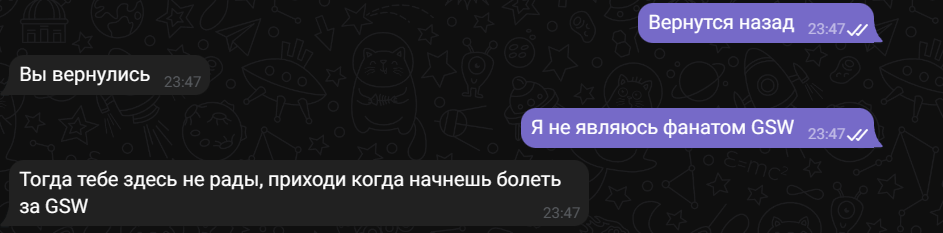 Вернутся назад 23:47
Вы вернулись 23:47
Я не являюсь фанатом GSW 23:47
Тогда тебе здесь не рады, приходи когда начнешь болеть
за GSW 23:47